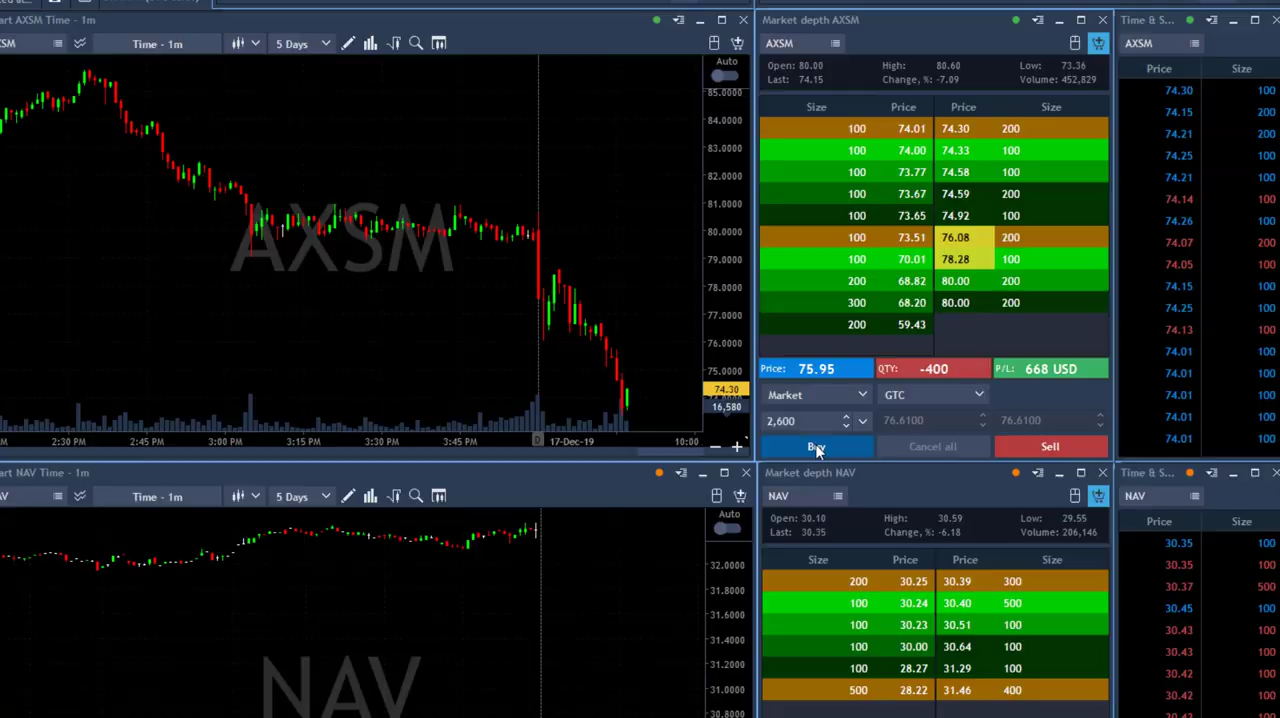 art AXSM Time - 1m
SM Time - 1m 5 Days
Auto
AXSM
85.0000
84.0000
83.0000
82.0000
81.0000
80.0000
79.0000
78.0000
77.0000
76.0000
75.0000
74.30
16,580
M 2:30 PM 2:45 PM 3:00 PM 3:15 PM 3:30 PM 3:45 PM D 17-Dec-19 10:00
Market depth AXSM
AXSM
Open: 80.00 High: 80.60 Low: 73.36
Last: 74.15 Change, %: -7.09 Volume: 452,829
Size Price Price Size
100 74.01 74.30 200
100 74.00 74.33 100
100 73.77 74.58 100
100 73.67 74.59 200
100 73.65 74.92 100
100 73.51 76.08 200
100 70.01 78.28 100
200 68.82 80.00 200
300 68.20 80.00 200
200 59.43
Price: 75.95 QTY: -400 P/L: 668 USD
Market GTC
2,600 76.6100 76.6100
Buy Cancel all Sell
Time & S...
AXSM
Price Size
74.30 100
74.15 200
74.21 200
74.25 100
74.21 100
74.14 100
74.26 100
74.07 200
74.05 100
74.15 100
74.25 100
74.13 100
74.01 100
74.01 100
74.01 100
74.01 100
74.01 100
art NAV Time - 1m
AV Time - 1m 5 Days
Auto
NAV
32.0000
31.8000
31.6000
31.4000
31.2000
31.0000
30.8000
Market depth NAV
NAV
Open: 30.10 High: 30.59 Low: 29.55
Last: 30.35 Change, %: -6.18 Volume: 206,146
Size Price Price Size
200 30.25 30.39 300
100 30.24 30.40 500
100 30.23 30.51 100
100 30.00 30.64 100
100 28.27 31.29 100
500 28.22 31.46 400
Time & S...
NAV
Price Size
30.35 100
30.35 100
30.37 500
30.45 100
30.43 100
30.43 100
30.42 100
30.42 100
30.42 100